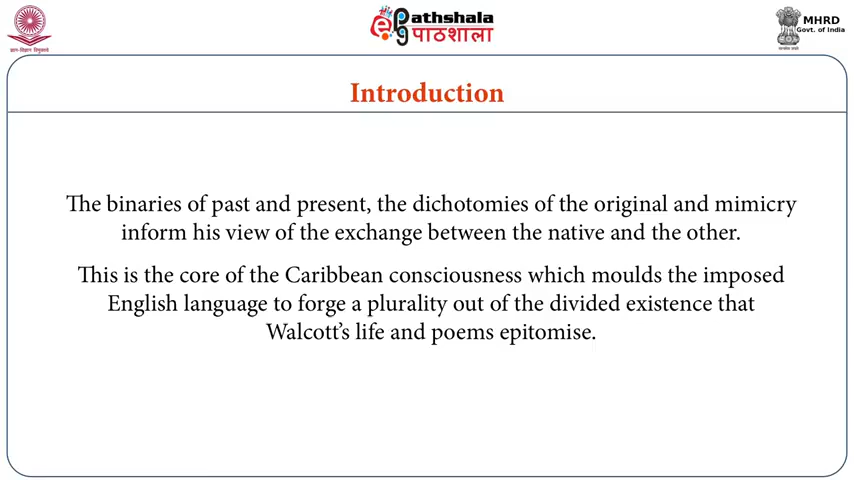 ePathshala
पाठशाला
MHRD
Govt. of India
ज्ञान-विज्ञान विमुक्तये
Introduction
The binaries of past and present, the dichotomies of the original and mimicry
inform his view of the exchange between the native and the other.
This is the core of the Caribbean consciousness which moulds the imposed
English language to forge a plurality out of the divided existence that
Walcott’s life and poems epitomise.